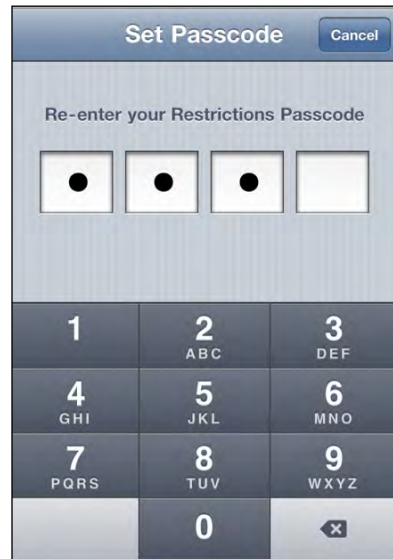 Set Passcode Cancel
Re-enter your Restrictions Passcode
1 2 3
ABC DEF
4 5 6
GHI JKL MNO
7 8 9
PQRS TUV WXYZ
0